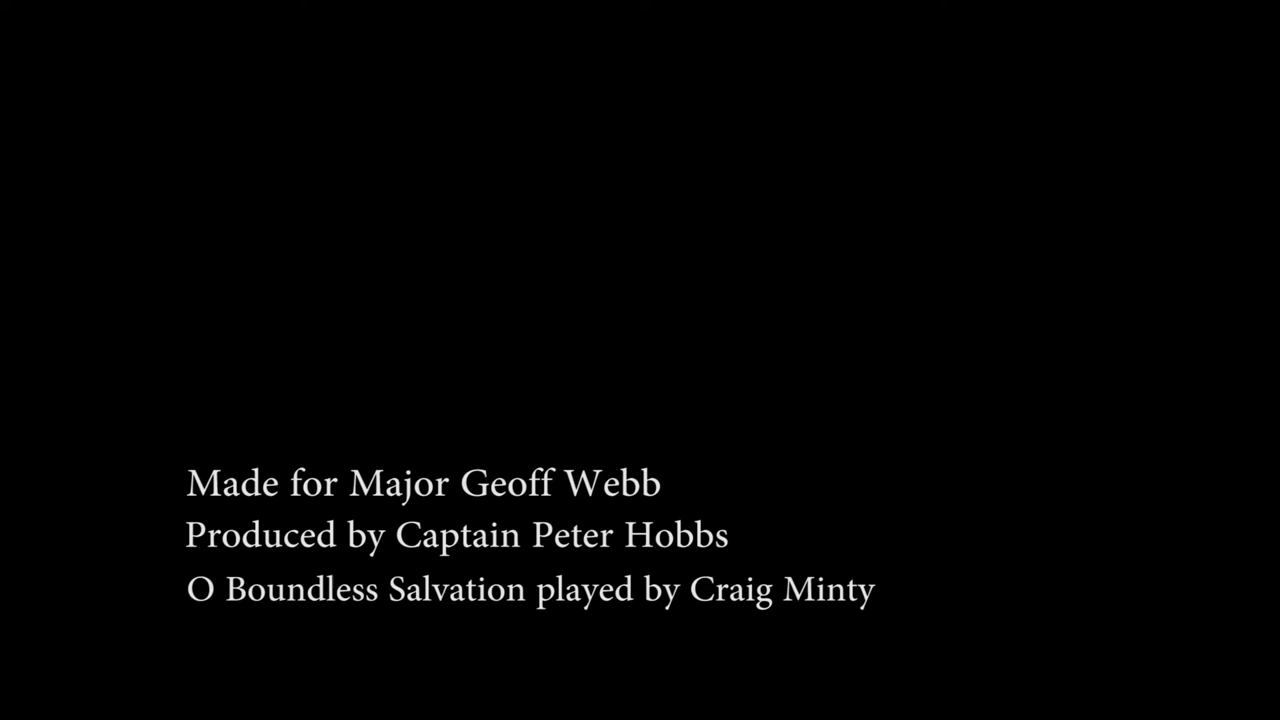 Made for Major Geoff Webb
Produced by Captain Peter Hobbs
O Boundless Salvation played by Craig Minty